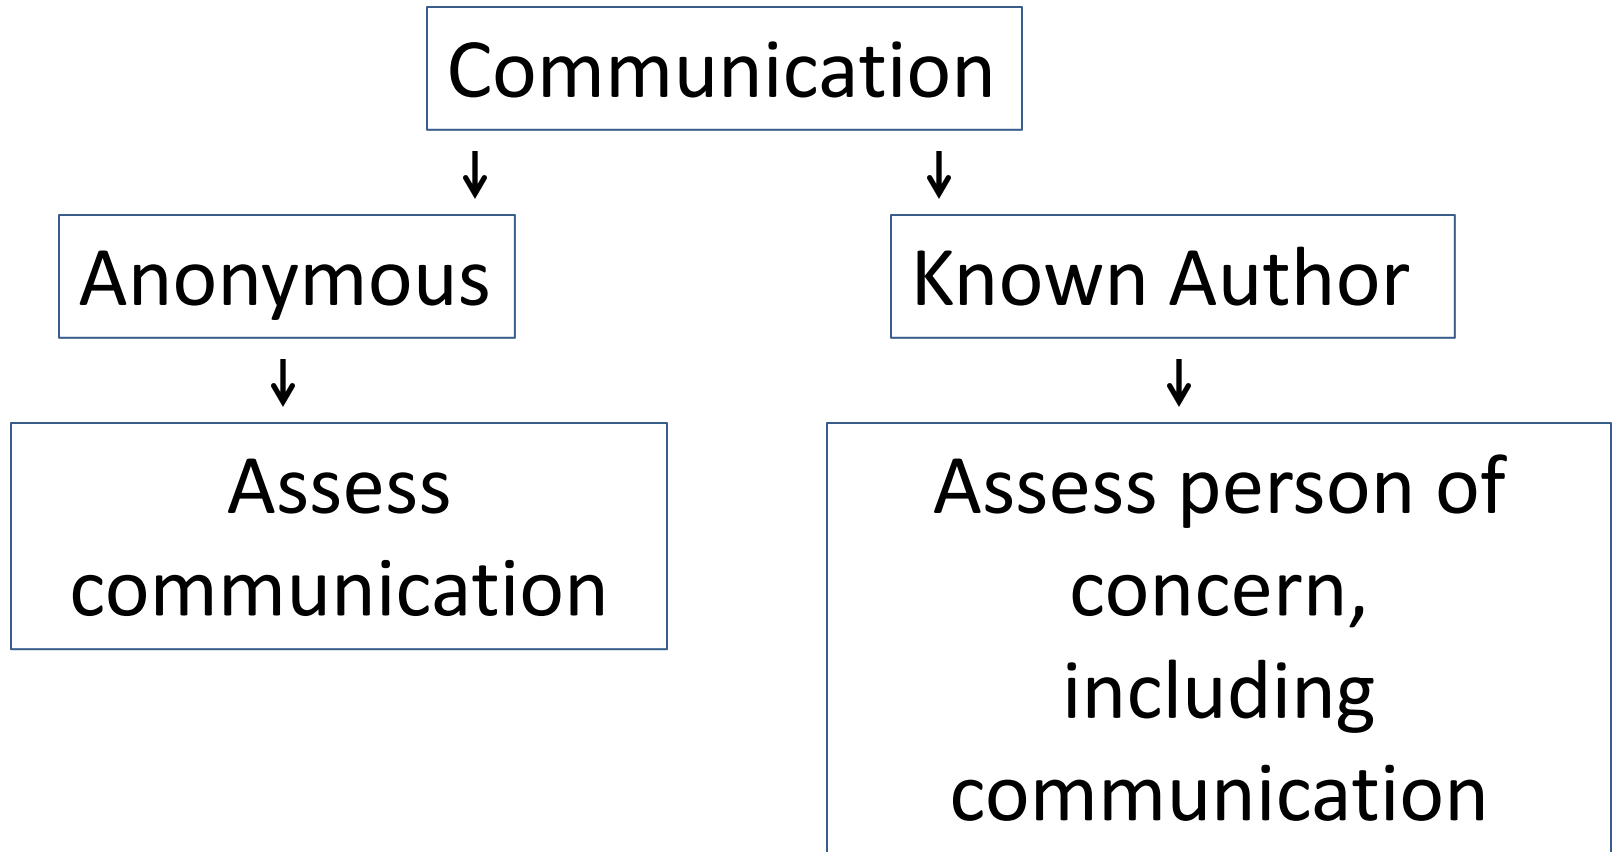 Communication
Anonymous
Known Author
Assess
communication
Assess person of
concern,
including
communication